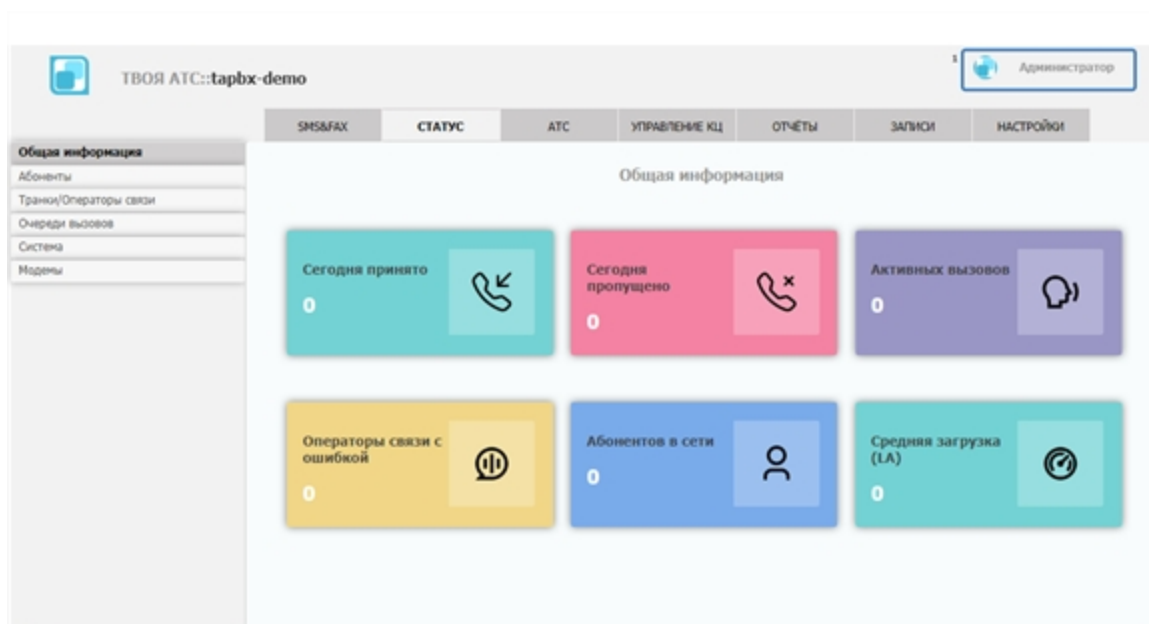 ТВОЯ АТС::tapbx-demo
1
Администратор
SMS&FAX СТАТУС АТС УПРАВЛЕНИЕ КЦ ОТЧЁТЫ ЗАПИСИ НАСТРОЙКИ
Общая информация
Абоненты
Транки/Операторы связи
Очереди вызовов
Система
Модемы
Общая информация
Сегодня принято
0
Сегодня
пропущено
0
Активных вызовов
0
Операторы связи с
ошибкой
0
Абонентов в сети
0
Средняя загрузка
(LA)
0